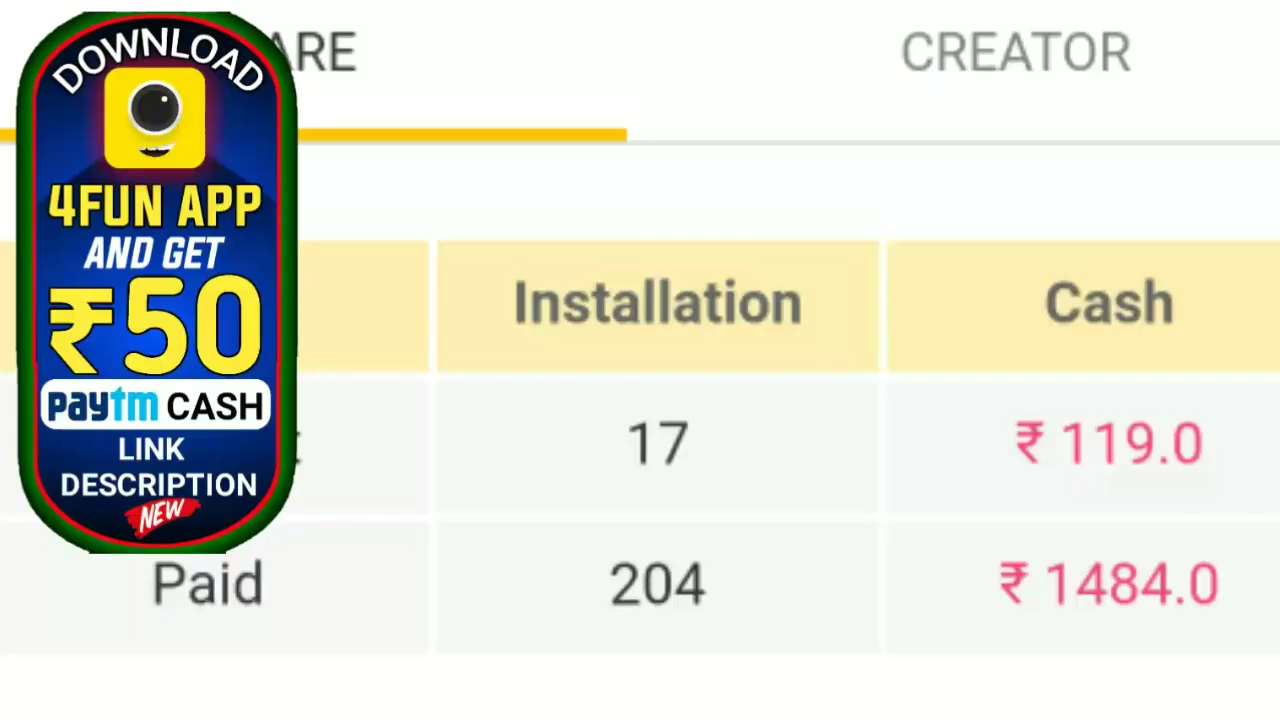 DOWNLOAD
4FUN APP
AND GET
₹50
paytm CASH
LINK
DESCRIPTION
NEW
CREATOR
Installation Cash
17 ₹ 119.0
Paid 204 ₹ 1484.0